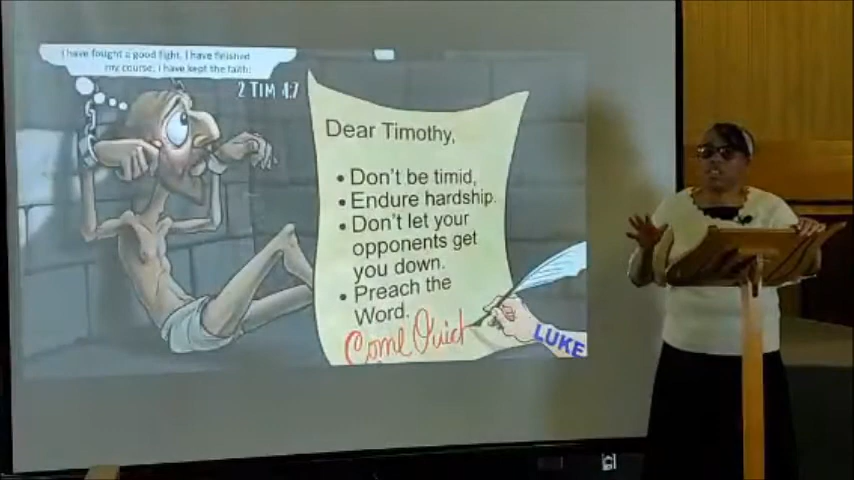 I have fought a good fight, I have finished
my course, I have kept the faith:
2 TIM 4:7
Dear Timothy,
• Don't be timid,
• Endure hardship.
• Don't let your
opponents get
you down.
• Preach the
Word.
Come Quick
LUKE